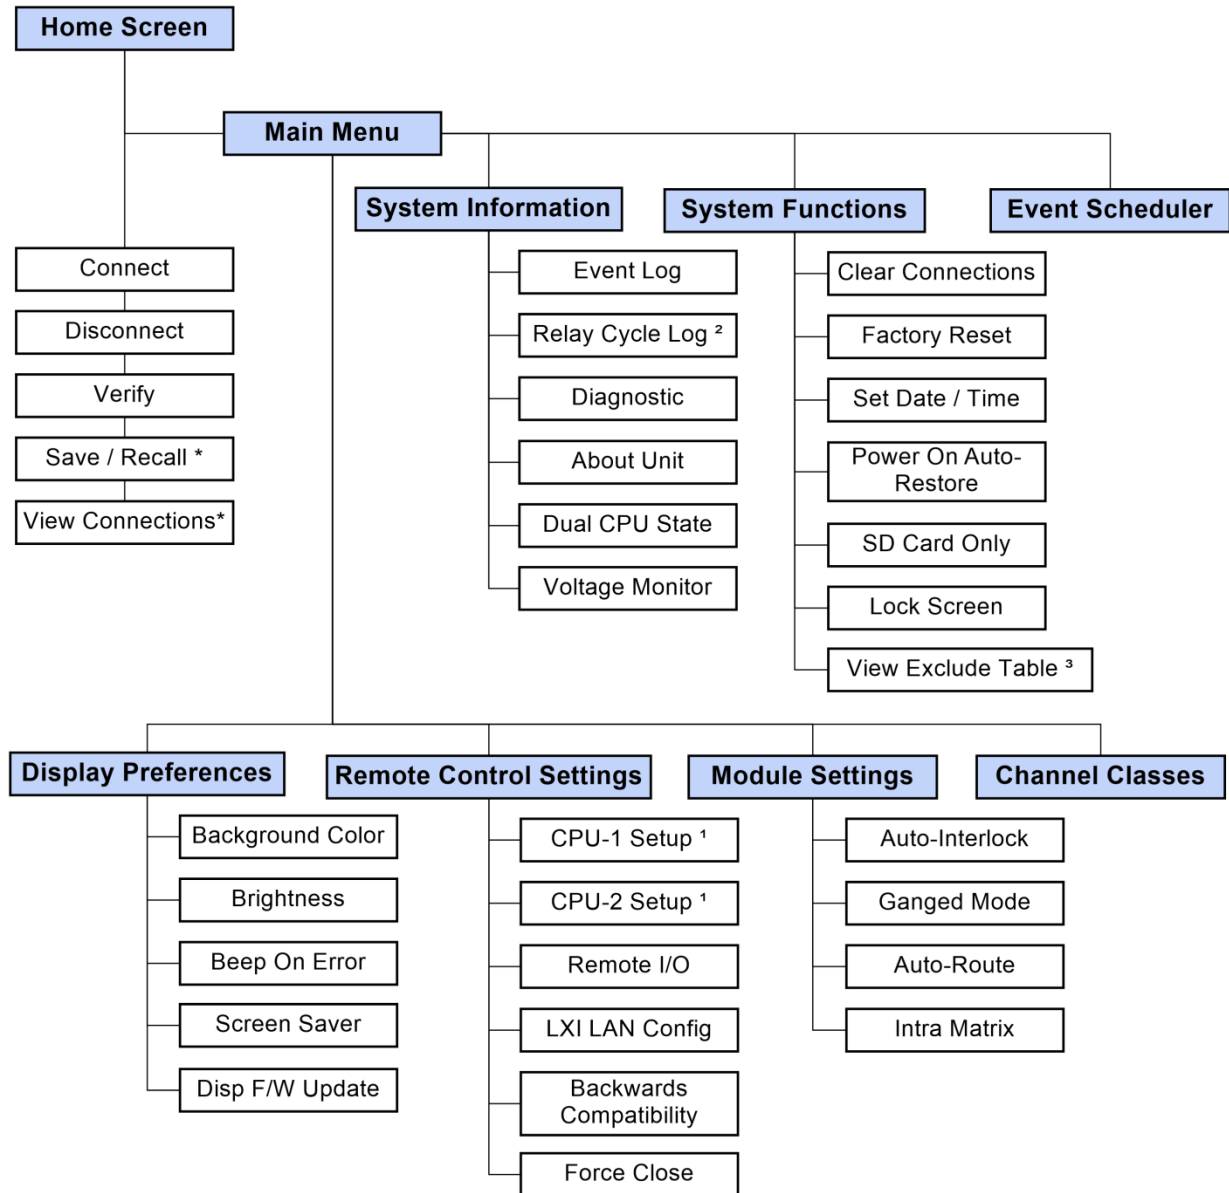 Home Screen
Main Menu
System Information
System Functions
Event Scheduler
Connect
Disconnect
Verify
Save / Recall *
View Connections*
Event Log
Relay Cycle Log ²
Diagnostic
About Unit
Dual CPU State
Voltage Monitor
Clear Connections
Factory Reset
Set Date / Time
Power On Auto-
Restore
SD Card Only
Lock Screen
View Exclude Table ³
Display Preferences
Remote Control Settings
Module Settings
Channel Classes
Background Color
Brightness
Beep On Error
Screen Saver
Disp F/W Update
CPU-1 Setup ¹
CPU-2 Setup ¹
Remote I/O
LXI LAN Config
Backwards
Compatibility
Force Close
Auto-Interlock
Ganged Mode
Auto-Route
Intra Matrix